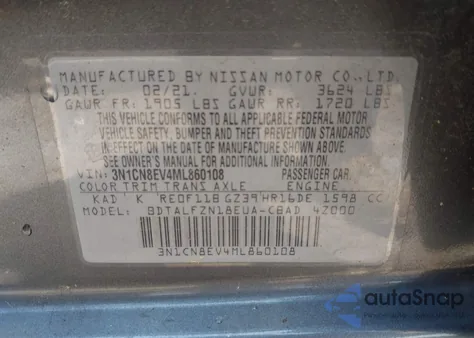 MANUFACTURED BY NISSAN MOTOR CO., LTD.
DATE: 02/21. GVWR: 3624 LBS
GAWR FR: 1905 LBS GAWR RR: 1720 LBS
THIS VEHICLE CONFORMS TO ALL APPLICABLE FEDERAL MOTOR
VEHICLE SAFETY, BUMPER AND THEFT PREVENTION STANDARDS
IN EFFECT ON THE DATE OF MANUFACTURE SHOWN ABOVE.
SEE OWNER'S MANUAL FOR ADDITIONAL INFORMATION.
VIN: 3N1CN8EV4ML860108 PASSENGER CAR.
COLOR TRIM TRANS AXLE ENGINE
KAD K RE0F11B GZ39 HR16DE 1598 CC
MODEL: BDTALFZN18EUA-CBAD 4Z000
3N1CN8EV4ML860108
autoSnap